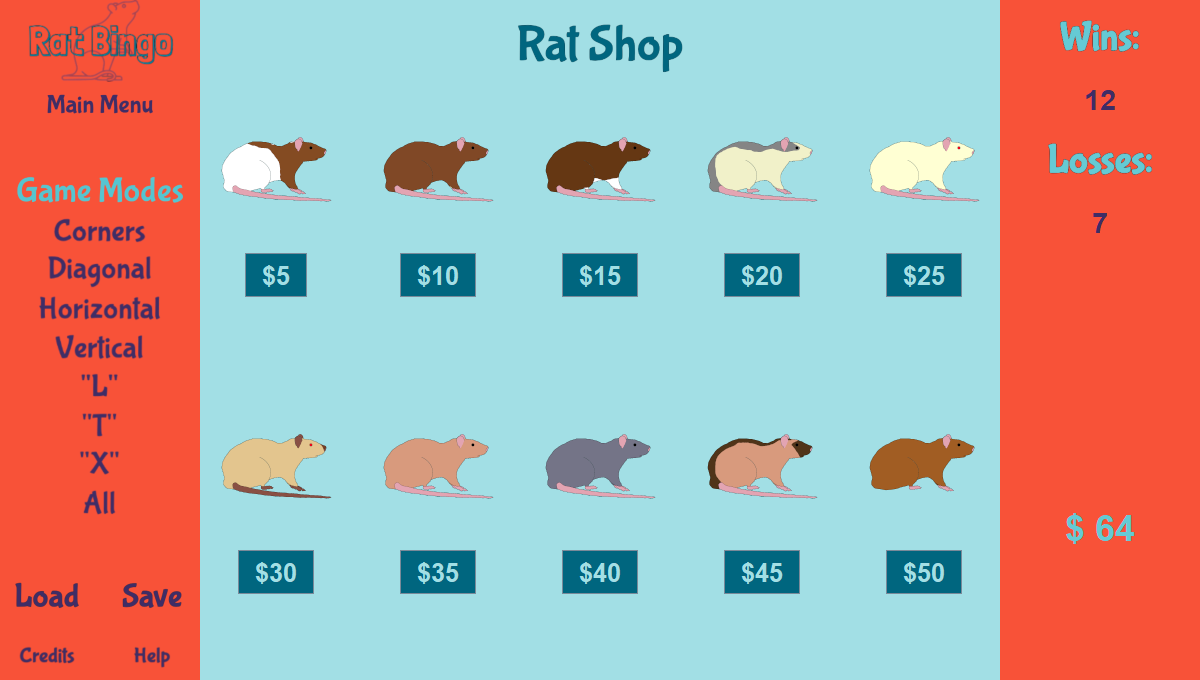 Rat Bingo
Main Menu
Game Modes
Corners
Diagonal
Horizontal
Vertical
"L"
"T"
"X"
All
Load Save
Credits Help
Rat Shop
$5 $10 $15 $20 $25
$30 $35 $40 $45 $50
Wins:
12
Losses:
7
$ 64